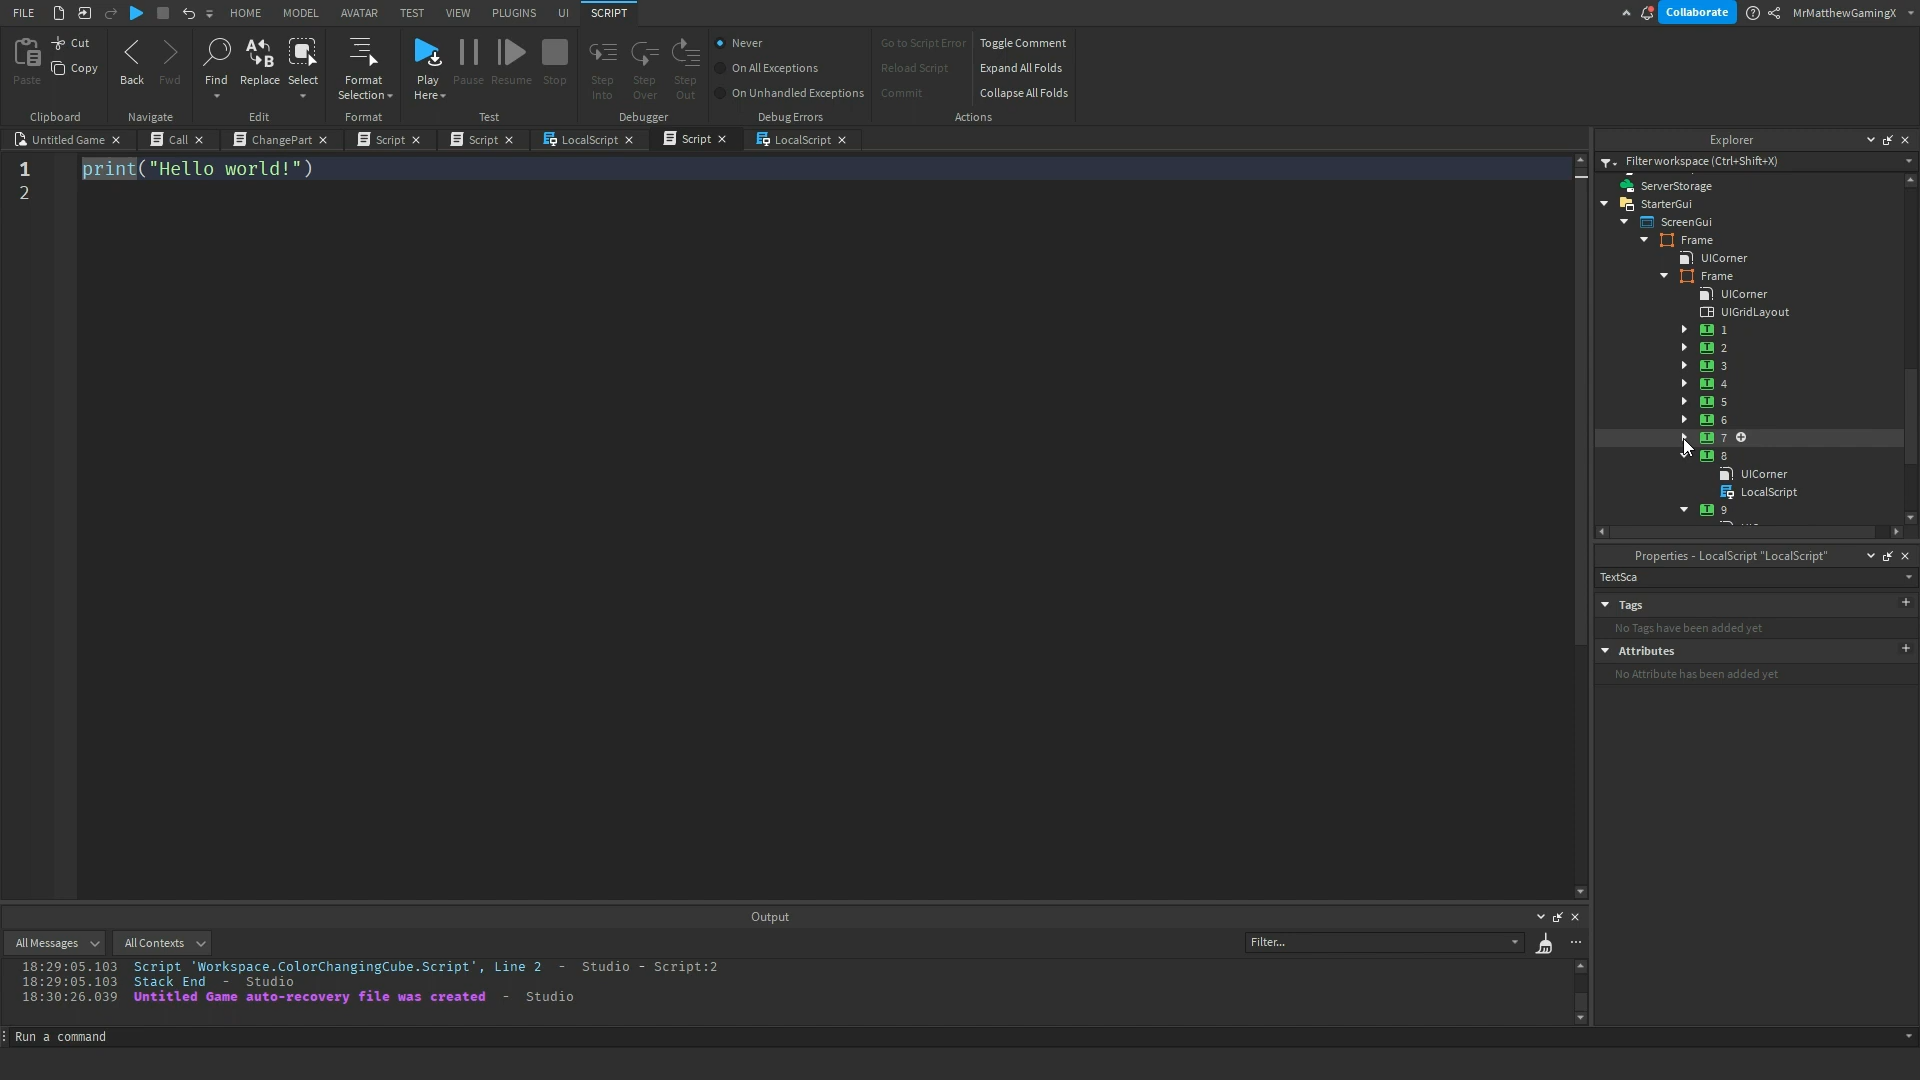 FILE HOME MODEL AVATAR TEST VIEW PLUGINS UI SCRIPT Collaborate MrMatthewGamingX
Paste Cut Copy Clipboard
Back Fwd Navigate
Find Replace Select Edit
Format Selection Format
Play Here Pause Resume Stop Test
Step Into Step Over Step Out Debugger
Never
On All Exceptions
On Unhandled Exceptions
Debug Errors
Go to Script Error Toggle Comment
Reload Script Expand All Folds
Commit Collapse All Folds
Actions
Untitled Game Call ChangePart Script Script LocalScript Script LocalScript
1 print("Hello world!")
2
Explorer
Filter workspace (Ctrl+Shift+X)
ServerStorage
StarterGui
ScreenGui
Frame
UICorner
Frame
UICorner
UIGridLayout
1
2
3
4
5
6
7
8
UICorner
LocalScript
9
Properties - LocalScript "LocalScript"
TextSca
Tags
No Tags have been added yet
Attributes
No Attribute has been added yet
Output
All Messages All Contexts Filter...
18:29:05.103 Script 'Workspace.ColorChangingCube.Script', Line 2 - Studio - Script:2
18:29:05.103 Stack End - Studio
18:30:26.039 Untitled Game auto-recovery file was created - Studio
Run a command